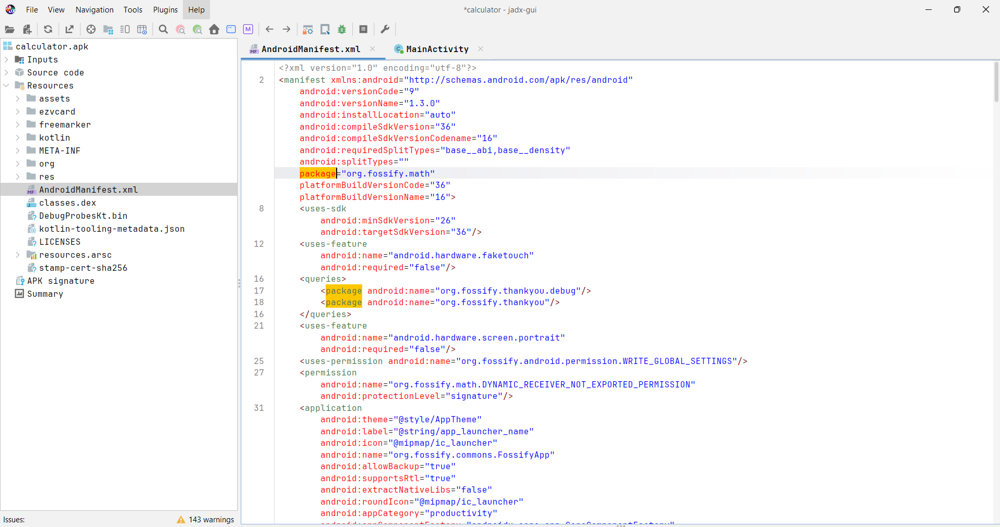 File View Navigation Tools Plugins Help
*calculator - jadx-gui
calculator.apk
Inputs
Source code
Resources
assets
ezvcard
freemarker
kotlin
META-INF
org
res
AndroidManifest.xml
classes.dex
DebugProbesKt.bin
kotlin-tooling-metadata.json
LICENSES
resources.arsc
stamp-cert-sha256
APK signature
Summary
Issues: 143 warnings
AndroidManifest.xml MainActivity
<?xml version="1.0" encoding="utf-8"?>
2 <manifest xmlns:android="http://schemas.android.com/apk/res/android"
android:versionCode="9"
android:versionName="1.3.0"
android:installLocation="auto"
android:compileSdkVersion="36"
android:compileSdkVersionCodename="16"
android:requiredSplitTypes="base__abi,base__density"
android:splitTypes=""
package="org.fossify.math"
platformBuildVersionCode="36"
platformBuildVersionName="16">
8 <uses-sdk
android:minSdkVersion="26"
android:targetSdkVersion="36"/>
12 <uses-feature
android:name="android.hardware.faketouch"
android:required="false"/>
16 <queries>
17 <package android:name="org.fossify.thankyou.debug"/>
18 <package android:name="org.fossify.thankyou"/>
16 </queries>
21 <uses-feature
android:name="android.hardware.screen.portrait"
android:required="false"/>
25 <uses-permission android:name="org.fossify.android.permission.WRITE_GLOBAL_SETTINGS"/>
27 <permission
android:name="org.fossify.math.DYNAMIC_RECEIVER_NOT_EXPORTED_PERMISSION"
android:protectionLevel="signature"/>
31 <application
android:theme="@style/AppTheme"
android:label="@string/app_launcher_name"
android:icon="@mipmap/ic_launcher"
android:name="org.fossify.commons.FossifyApp"
android:allowBackup="true"
android:supportsRtl="true"
android:extractNativeLibs="false"
android:roundIcon="@mipmap/ic_launcher"
android:appCategory="productivity"